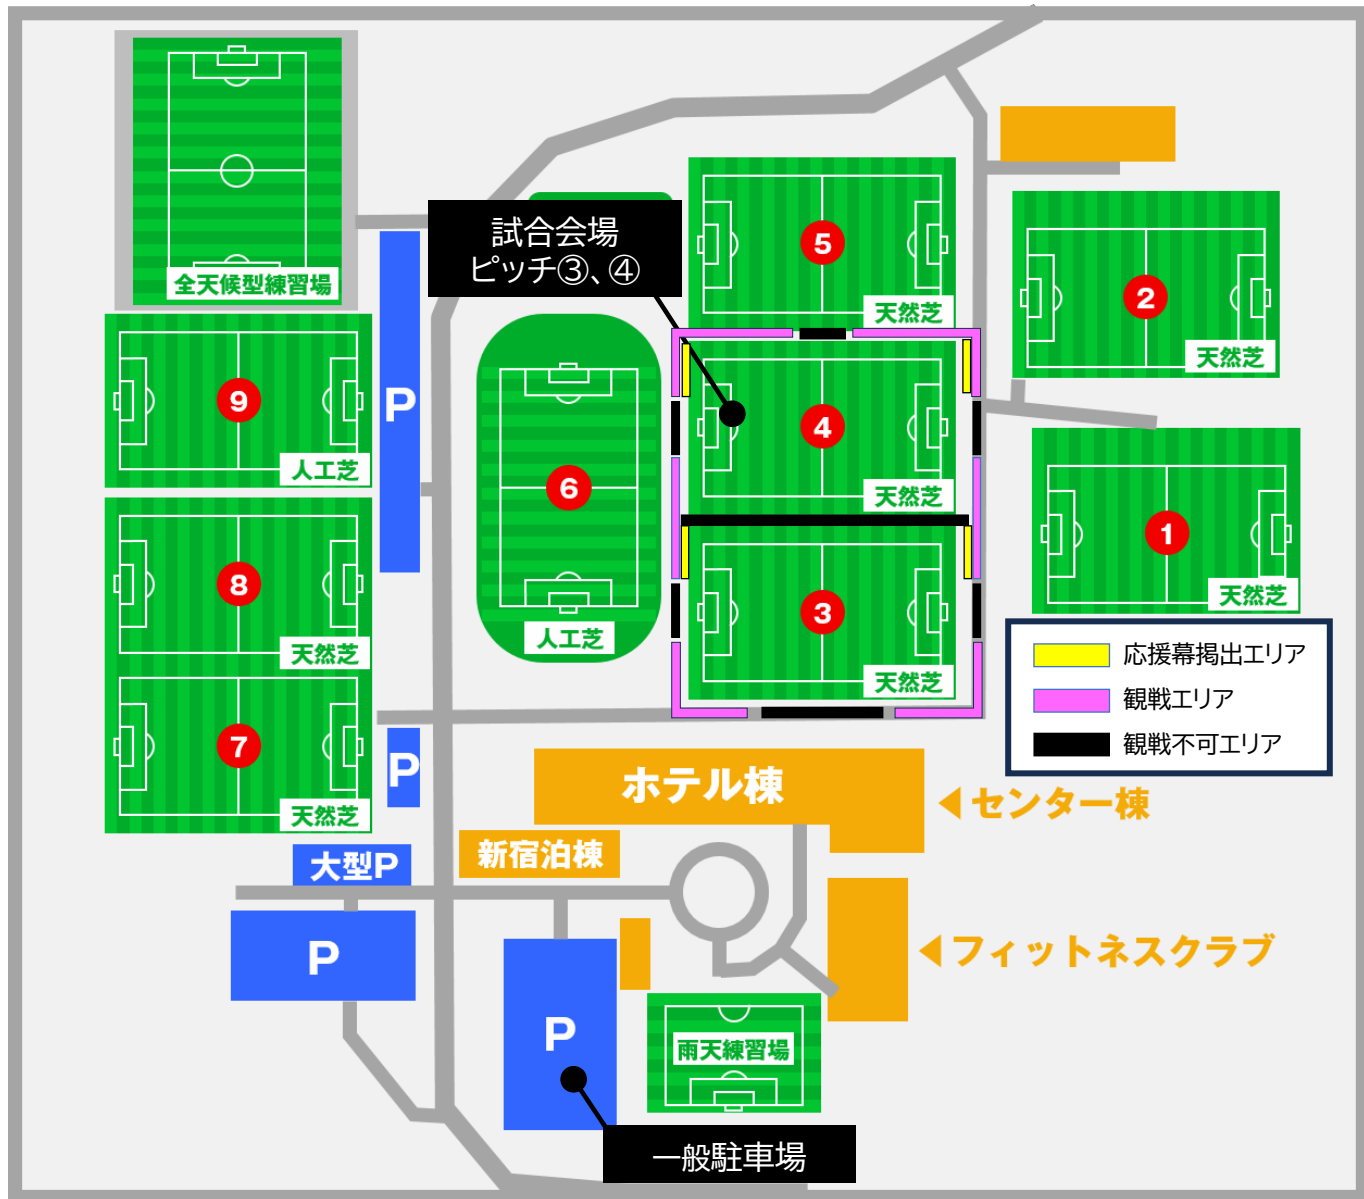 試合会場
ピッチ③、④
5
天然芝
2
天然芝
全天候型練習場
9
人工芝
P
6
人工芝
4
天然芝
1
天然芝
8
天然芝
3
天然芝
応援幕掲出エリア
観戦エリア
観戦不可エリア
7
天然芝
P
ホテル棟
◀センター棟
新宿泊棟
大型P
P
◀フィットネスクラブ
P
雨天練習場
一般駐車場